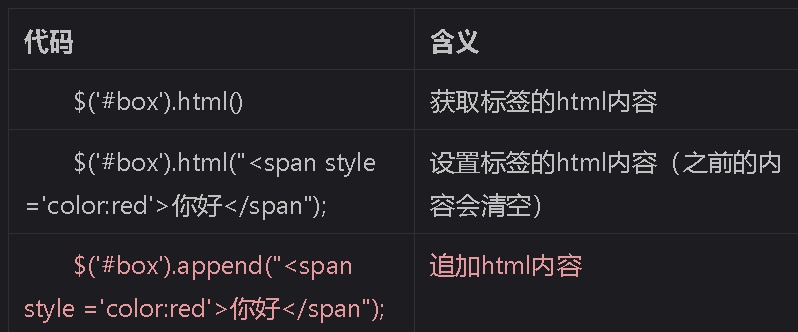 代码 含义
$('#box').html() 获取标签的html内容
$('#box').html("<span style 设置标签的html内容（之前的内
='color:red'>你好</span"); 容会清空）
$('#box').append("<span 追加html内容
style ='color:red'>你好</span");